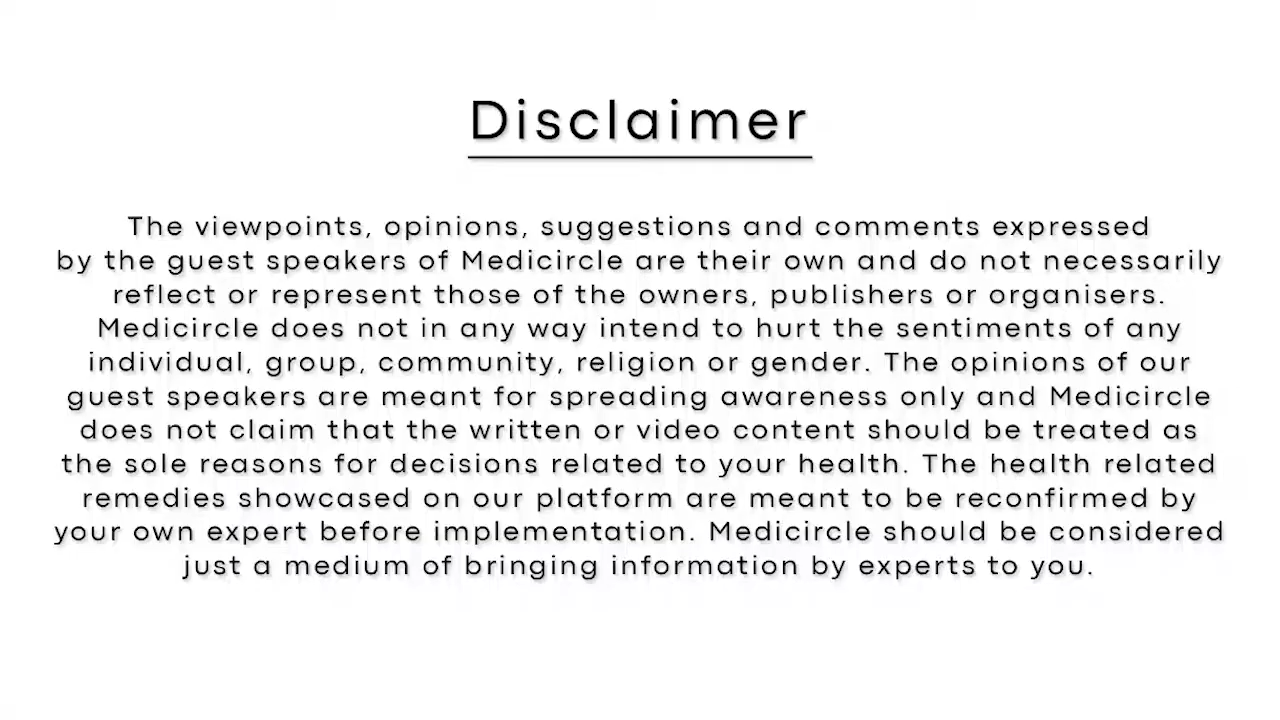 Disclaimer
The viewpoints, opinions, suggestions and comments expressed
by the guest speakers of Medicircle are their own and do not necessarily
reflect or represent those of the owners, publishers or organisers.
Medicircle does not in any way intend to hurt the sentiments of any
individual, group, community, religion or gender. The opinions of our
guest speakers are meant for spreading awareness only and Medicircle
does not claim that the written or video content should be treated as
the sole reasons for decisions related to your health. The health related
remedies showcased on our platform are meant to be reconfirmed by
your own expert before implementation. Medicircle should be considered
just a medium of bringing information by experts to you.